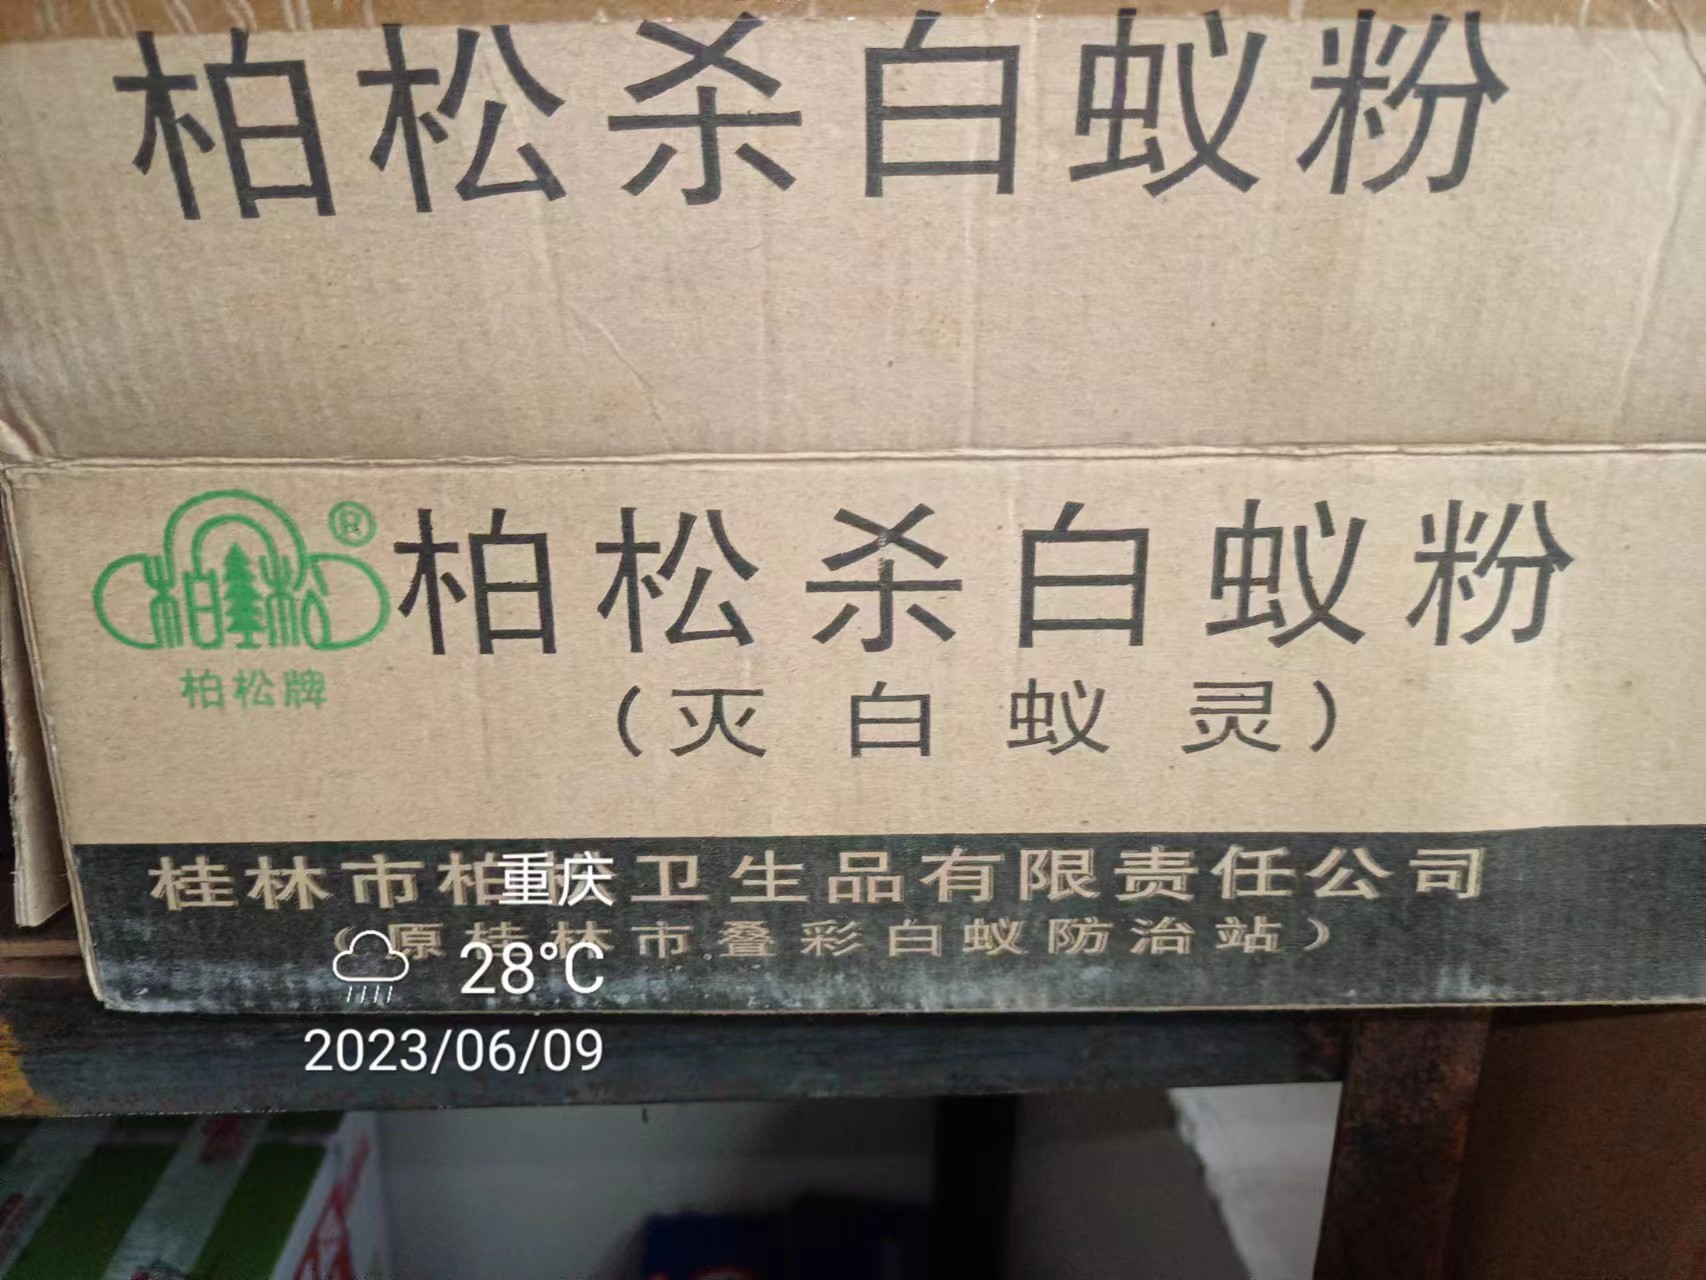 柏松杀白蚁粉
®
柏松
柏松牌
柏松杀白蚁粉
(灭白蚁灵)
桂林市柏 卫生品有限责任公司
(原桂林市叠彩白蚁防治站)
重庆
28°C
2023/06/09